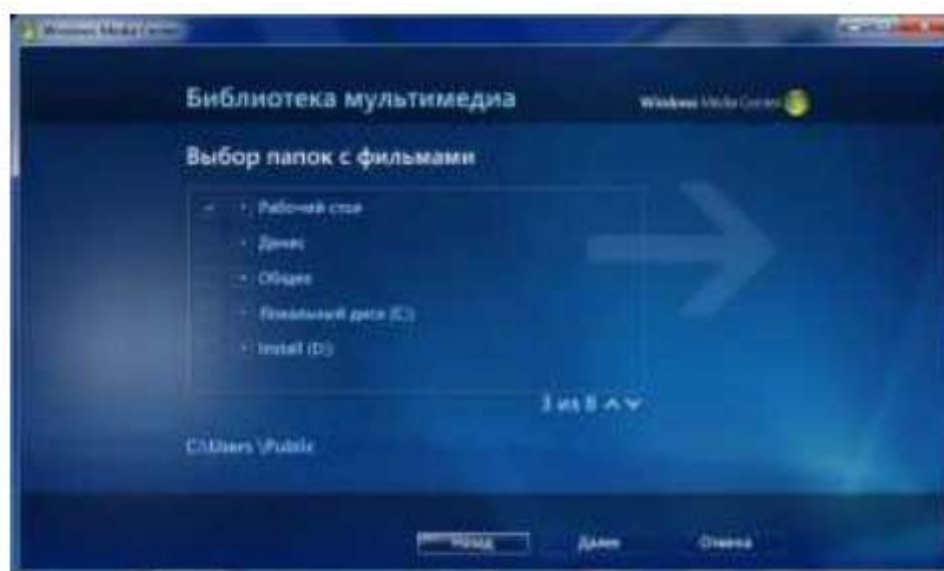 Windows Media Center
Библиотека мультимедиа
Windows Media Center
Выбор папок с фильмами
Рабочий стол
Денис
Общие
Локальный диск (C:)
Install (D:)
3 из 8
C:\Users \Public
Назад Далее Отмена